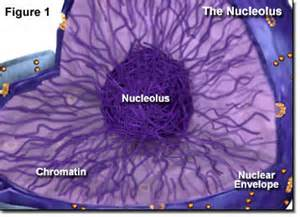 Figure 1
The Nucleolus
Nucleolus
Chromatin
Nuclear
Envelope